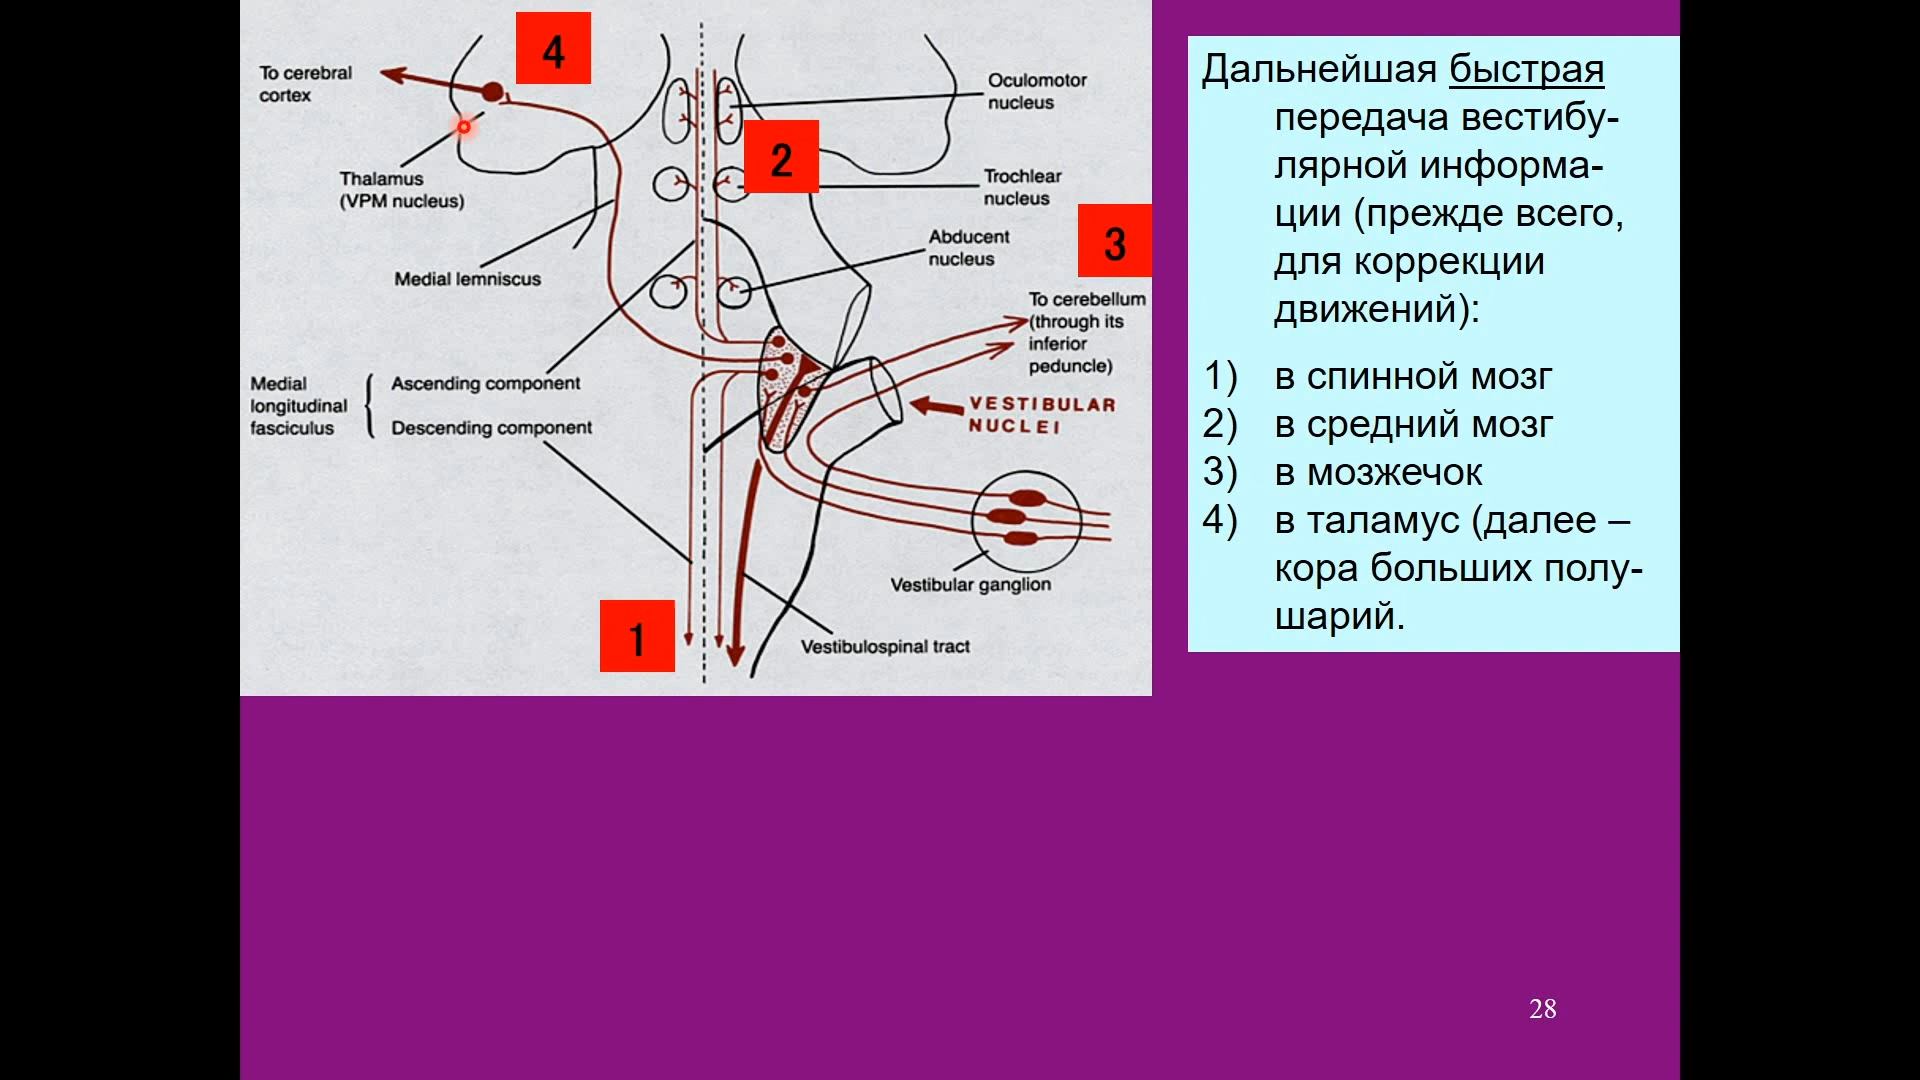 4
To cerebral
cortex
Thalamus
(VPM nucleus)
Medial lemniscus
Medial
longitudinal
fasciculus
Ascending component
Descending component
1
Oculomotor
nucleus
2
Trochlear
nucleus
3
Abducent
nucleus
To cerebellum
(through its
inferior
peduncle)
VESTIBULAR
NUCLEI
Vestibular ganglion
Vestibulospinal tract
Дальнейшая быстрая
передача вестибу-
лярной информа-
ции (прежде всего,
для коррекции
движений):
1) в спинной мозг
2) в средний мозг
3) в мозжечок
4) в таламус (далее –
кора больших полу-
шарий.
28